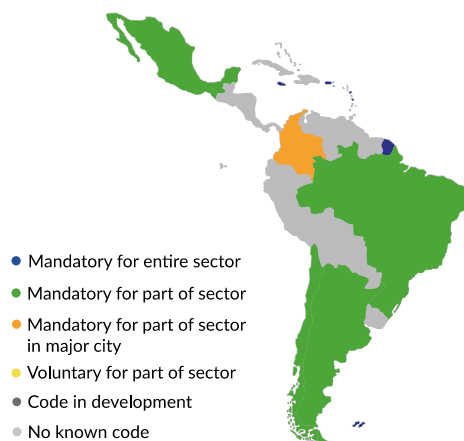 Mandatory for entire sector
Mandatory for part of sector
Mandatory for part of sector
in major city
Voluntary for part of sector
Code in development
No known code